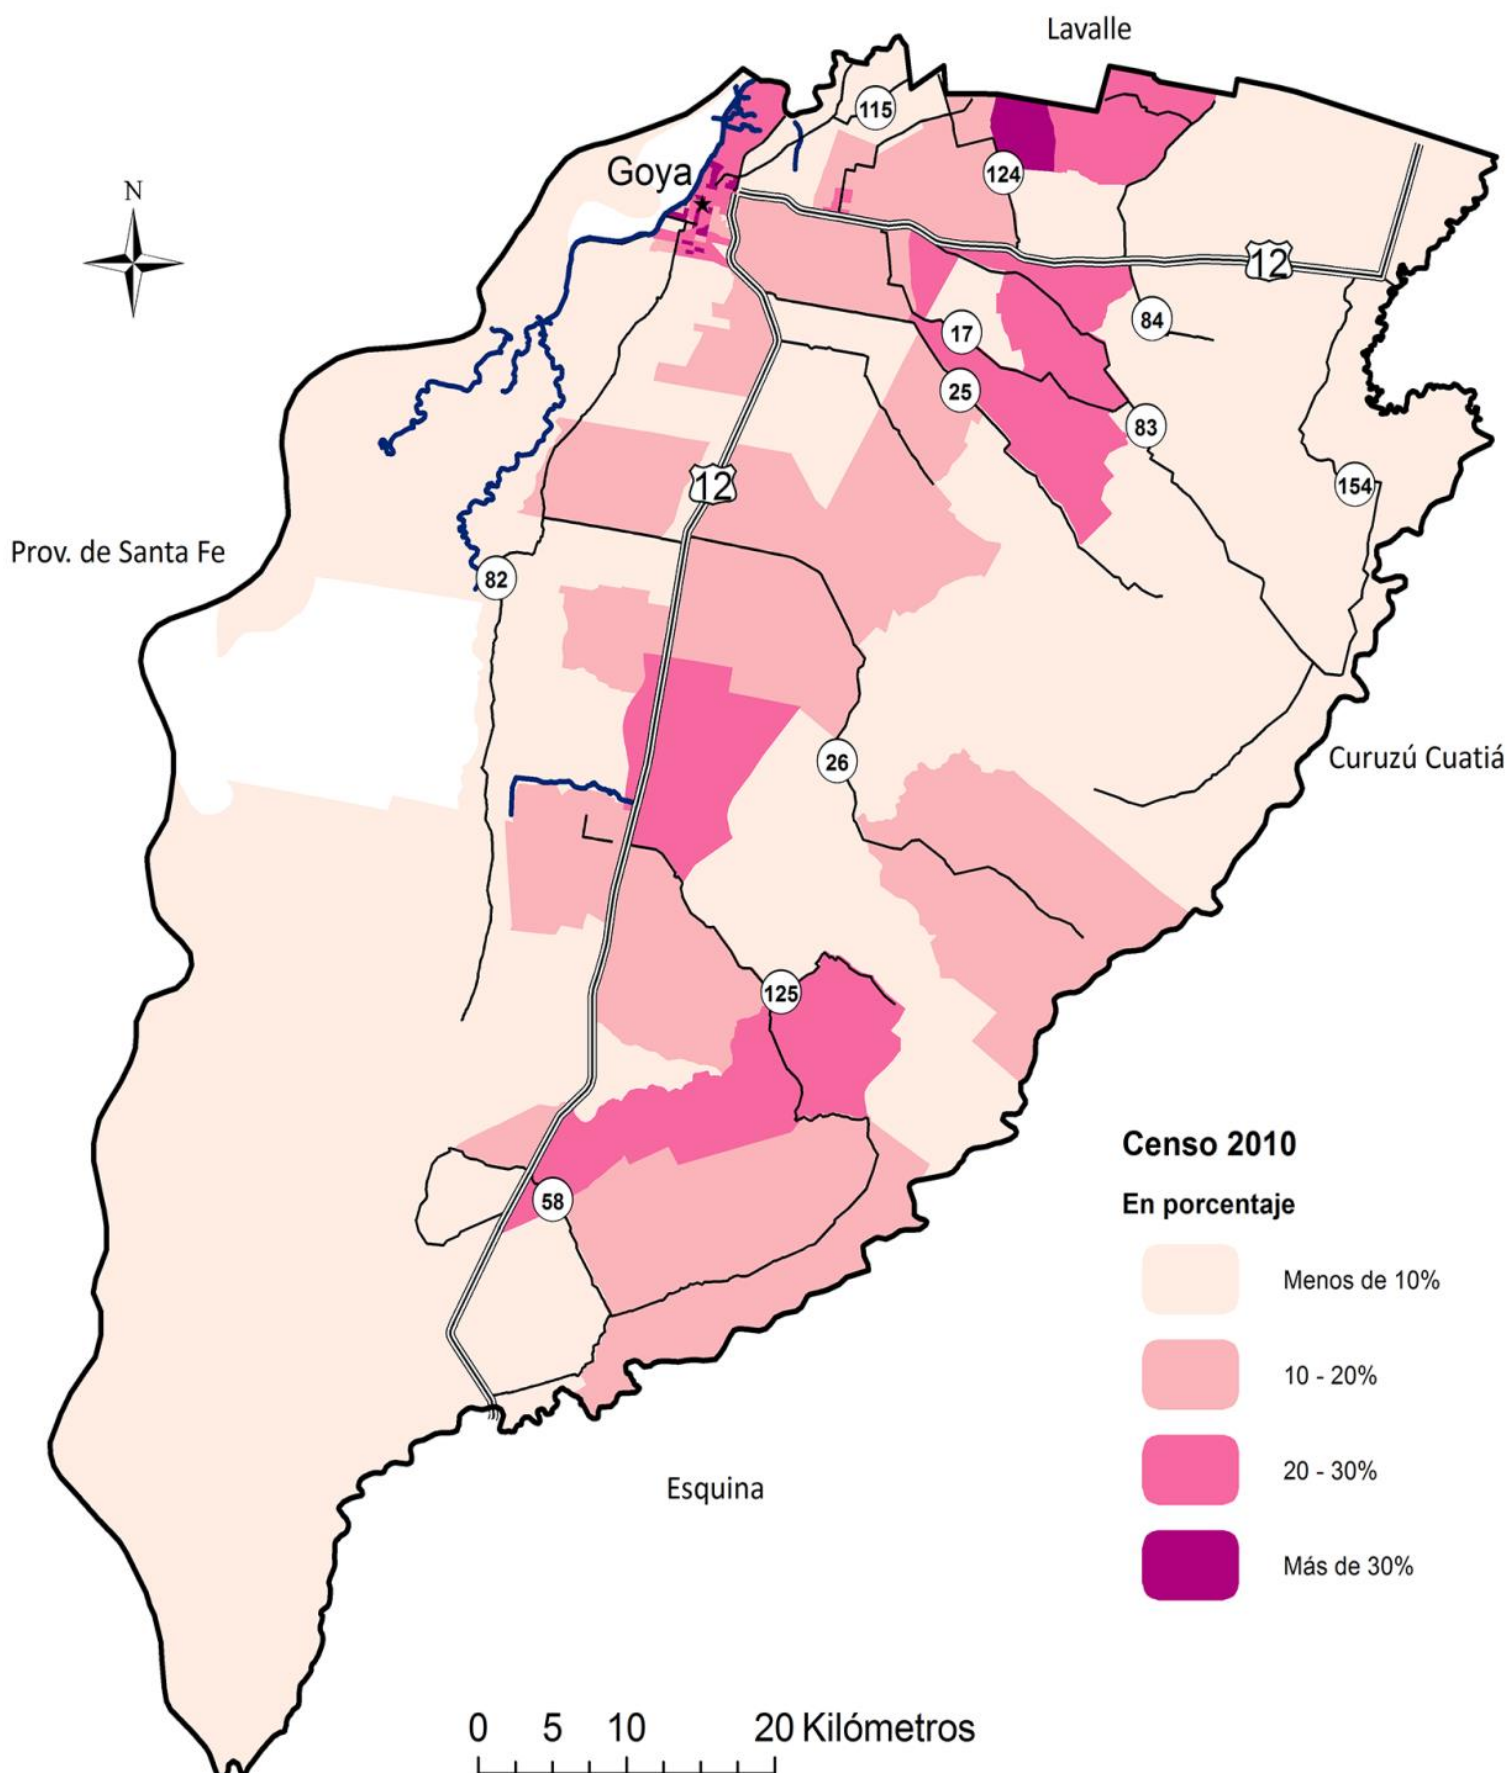 Lavalle
115
Goya
124
N
12
84
17
25
83
12
154
Prov. de Santa Fe
82
26
Curuzú Cuatiá
125
Censo 2010
58
En porcentaje
Menos de 10%
10 - 20%
20 - 30%
Esquina
Más de 30%
0 5 10 20 Kilómetros